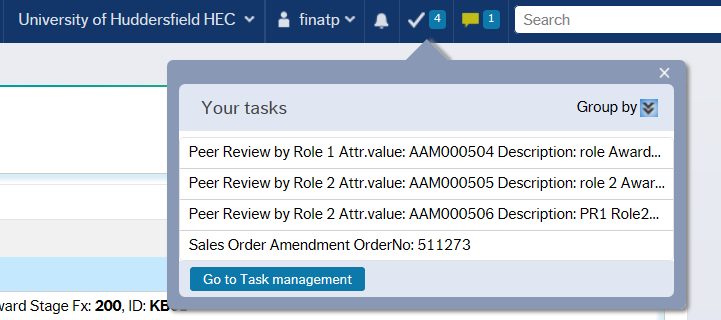 University of Huddersfield HEC finatp 4 1 Search
Your tasks Group by
Peer Review by Role 1 Attr.value: AAM000504 Description: role Award...
Peer Review by Role 2 Attr.value: AAM000505 Description: role 2 Awar...
Peer Review by Role 2 Attr.value: AAM000506 Description: PR1 Role2...
Sales Order Amendment OrderNo: 511273
Go to Task management
ward Stage Fx: 200, ID: